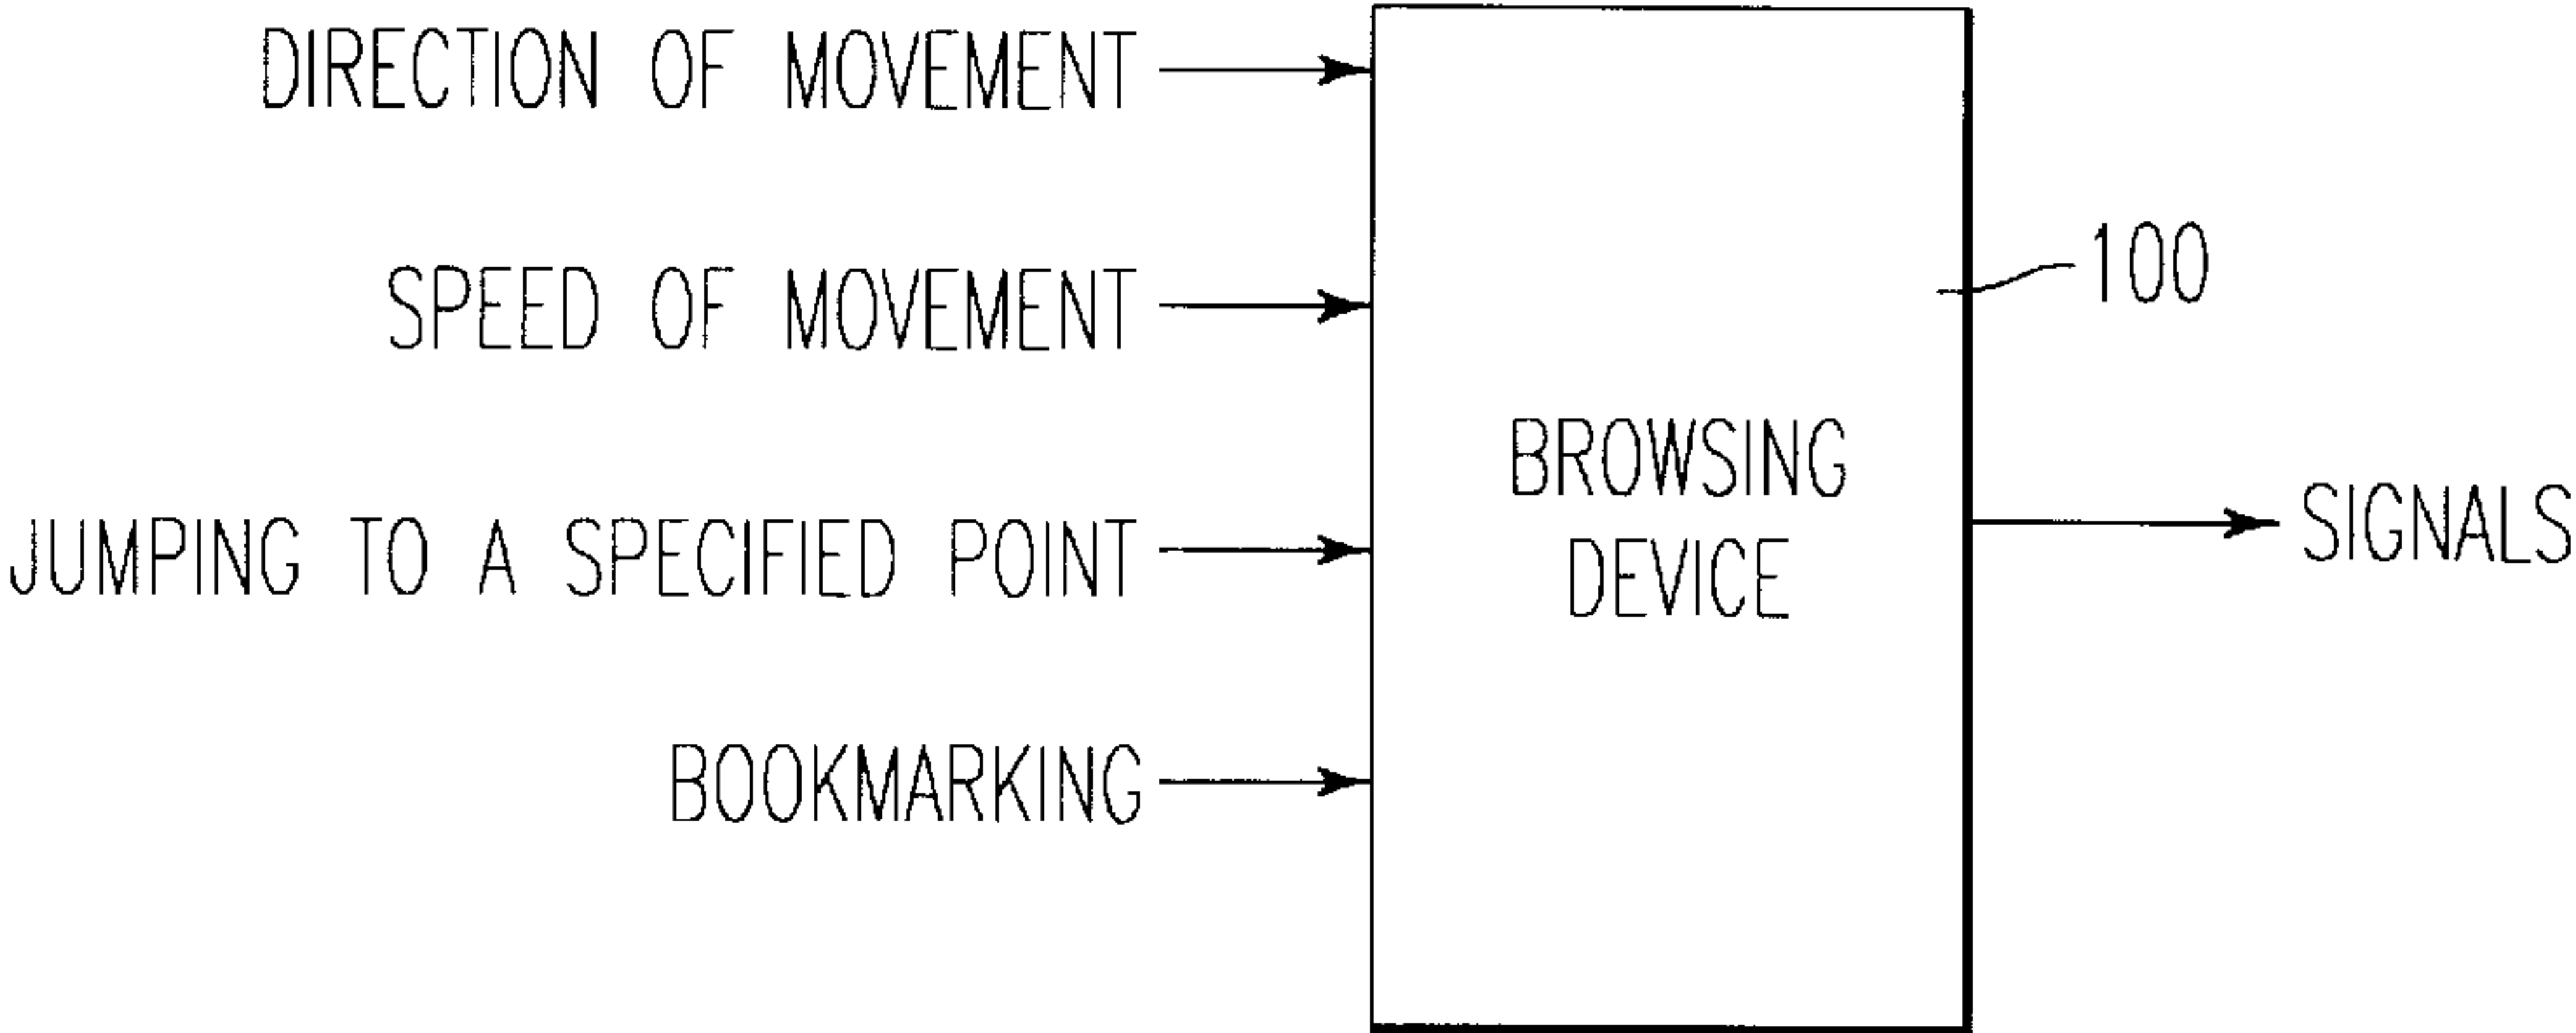 DIRECTION OF MOVEMENT
SPEED OF MOVEMENT
JUMPING TO A SPECIFIED POINT
BOOKMARKING
BROWSING
DEVICE
100
SIGNALS